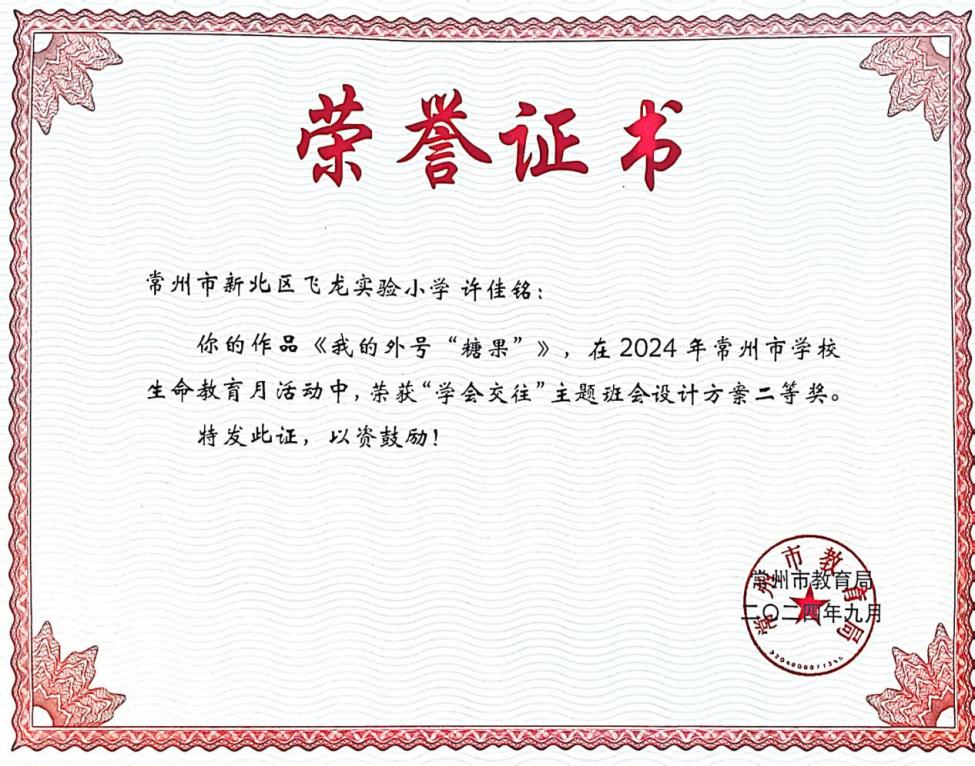 荣誉证书
常州市新北区飞龙实验小学 许佳铭：
你的作品《我的外号“糖果”》，在2024年常州市学校
生命教育月活动中，荣获“学会交往”主题班会设计方案二等奖。
特发此证，以资鼓励！
常州市教育局
常州市教育局
二〇二四年九月